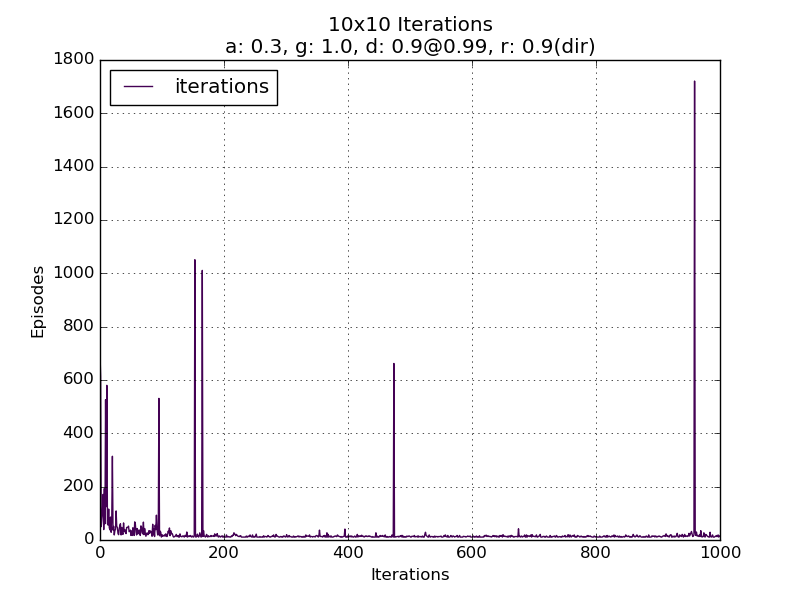 10x10 Iterations
a: 0.3, g: 1.0, d: 0.9@0.99, r: 0.9(dir)
iterations
1800
1600
1400
1200
1000
800
600
400
200
0
Episodes
0 200 400 600 800 1000
Iterations